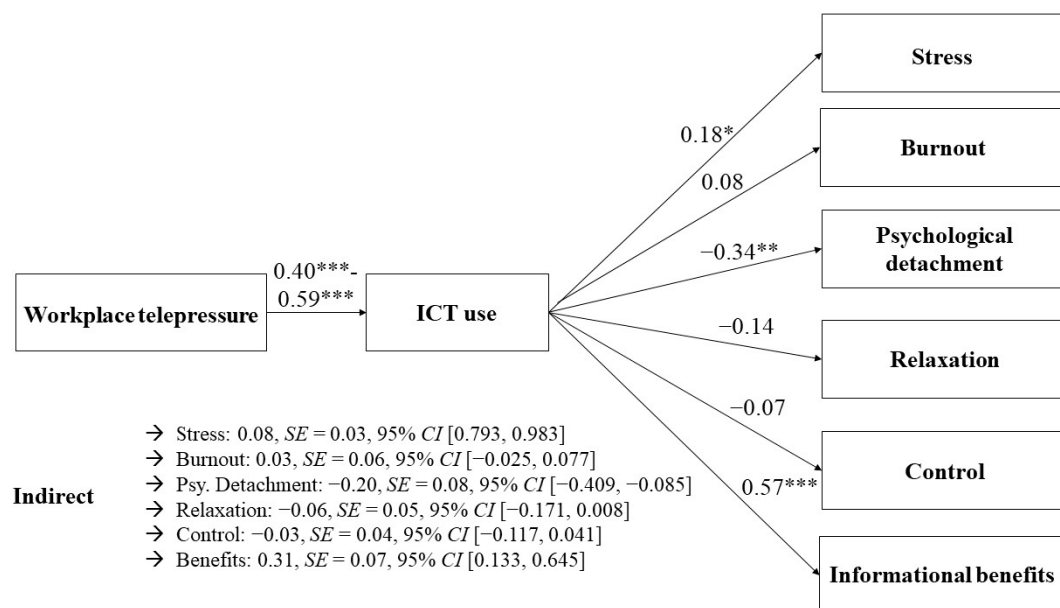 Stress
0.18*
Burnout
0.08
Psychological
detachment
−0.34**
0.40***-
0.59***
Workplace telepressure
ICT use
−0.14
Relaxation
−0.07
Control
0.57***
Informational benefits
Indirect
→ Stress: 0.08, SE = 0.03, 95% CI [0.793, 0.983]
→ Burnout: 0.03, SE = 0.06, 95% CI [−0.025, 0.077]
→ Psy. Detachment: −0.20, SE = 0.08, 95% CI [−0.409, −0.085]
→ Relaxation: −0.06, SE = 0.05, 95% CI [−0.171, 0.008]
→ Control: −0.03, SE = 0.04, 95% CI [−0.117, 0.041]
→ Benefits: 0.31, SE = 0.07, 95% CI [0.133, 0.645]